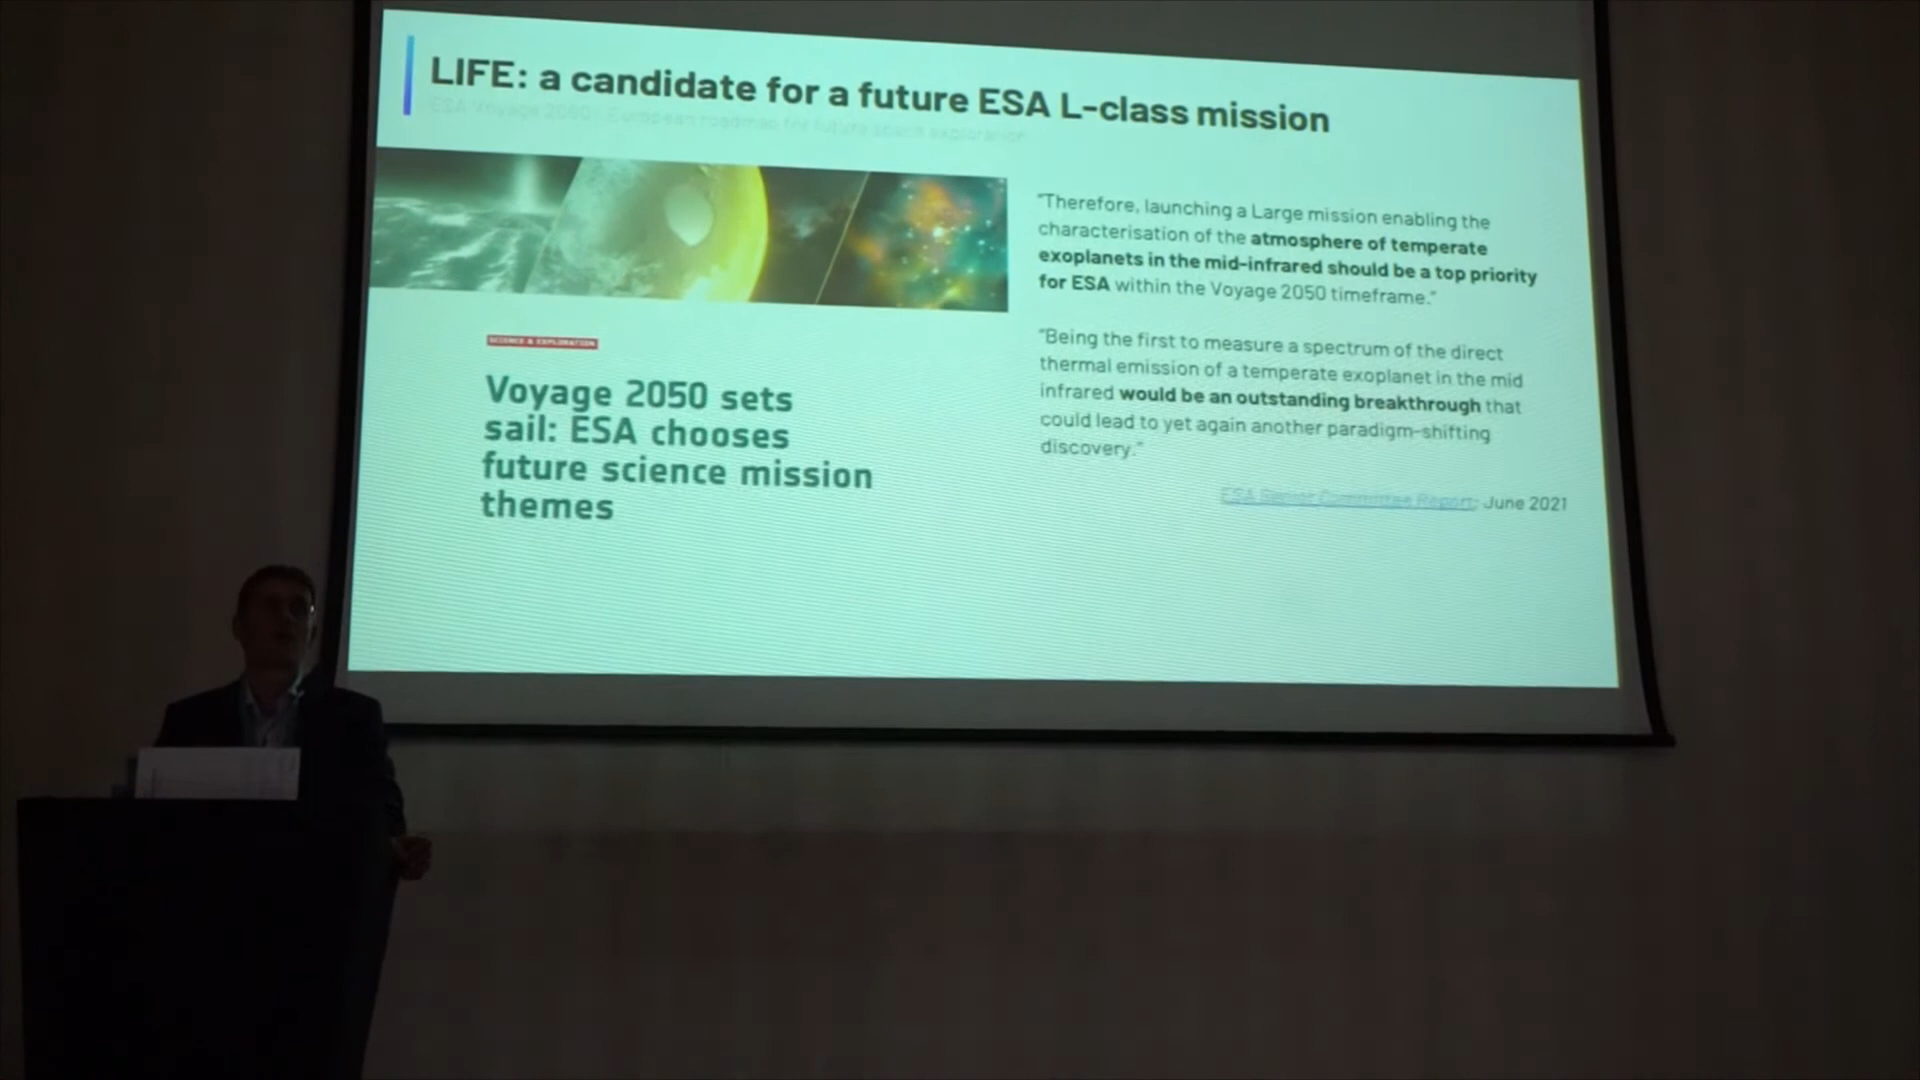 LIFE: a candidate for a future ESA L-class mission
ESA Voyage 2050: European roadmap for future space exploration
SCIENCE & EXPLORATION
Voyage 2050 sets
sail: ESA chooses
future science mission
themes
“Therefore, launching a Large mission enabling the
characterisation of the atmosphere of temperate
exoplanets in the mid-infrared should be a top priority
for ESA within the Voyage 2050 timeframe.”
“Being the first to measure a spectrum of the direct
thermal emission of a temperate exoplanet in the mid
infrared would be an outstanding breakthrough that
could lead to yet again another paradigm-shifting
discovery.”
ESA Senior Committee Report; June 2021